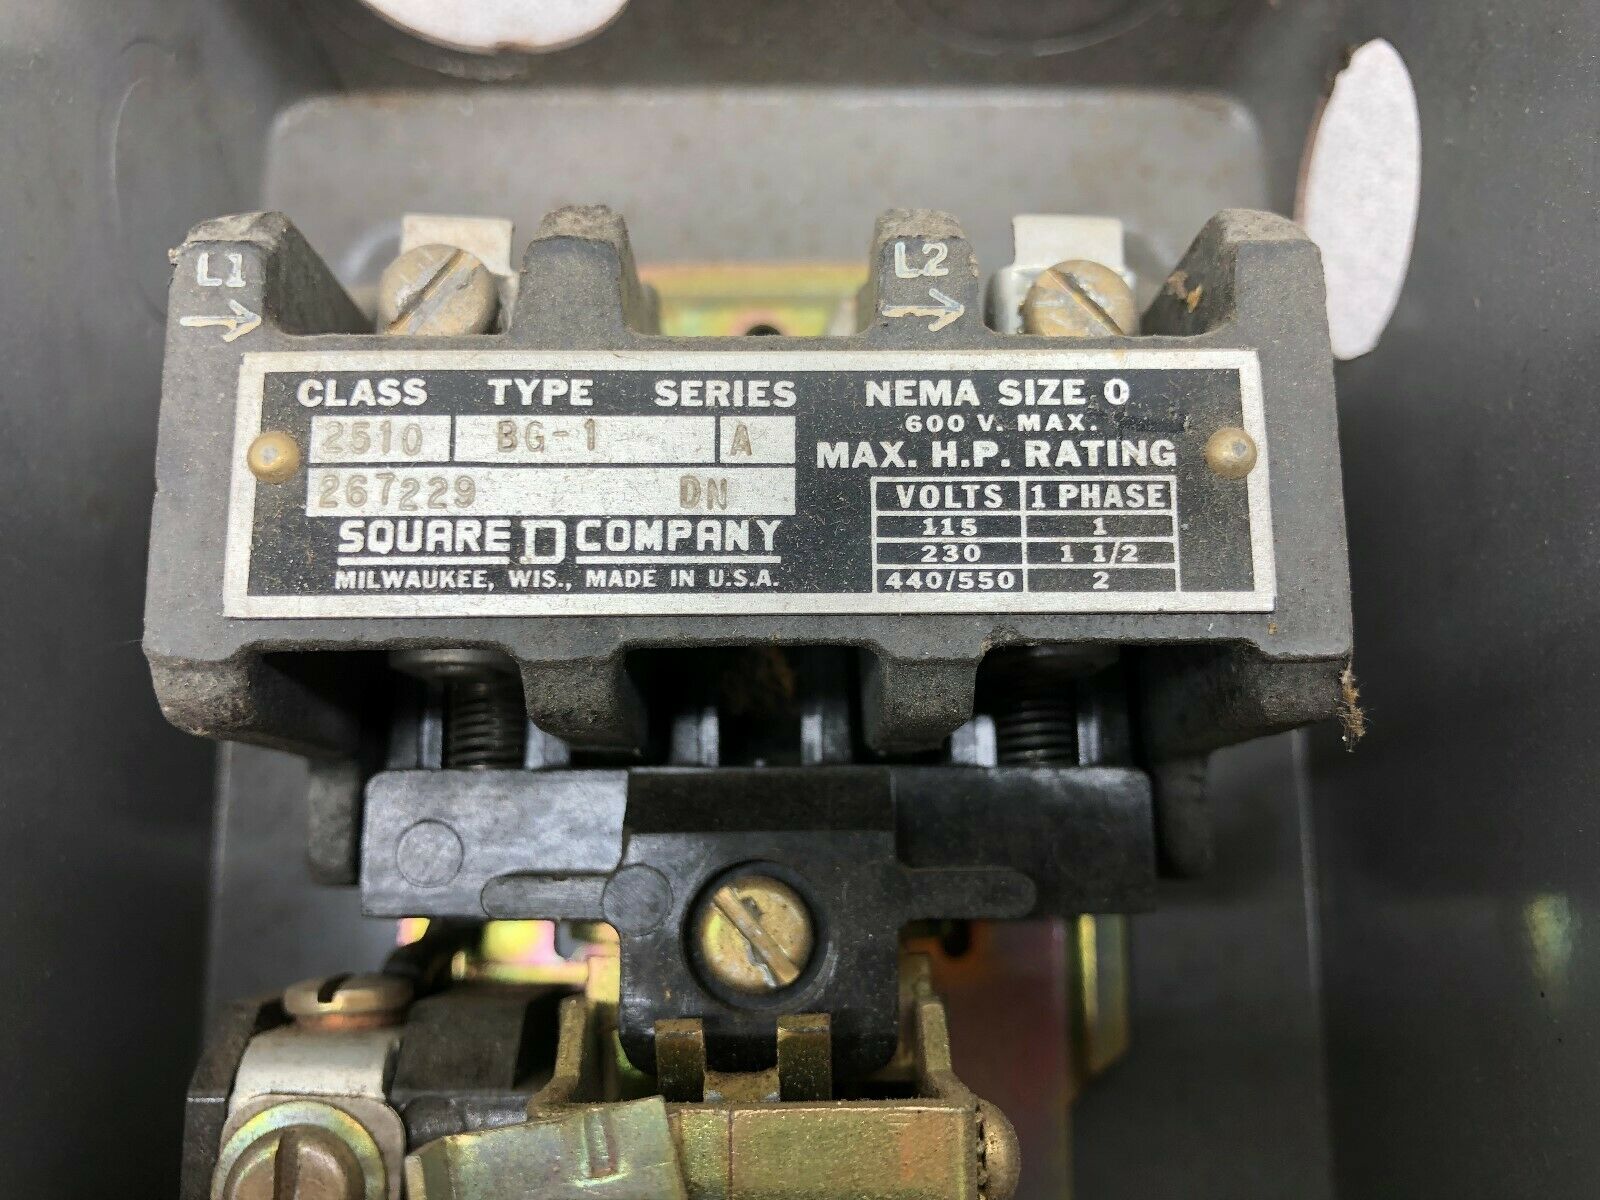 L1
L2
CLASS TYPE SERIES
2510 BG-1 A
267229 DN
SQUARE D COMPANY
MILWAUKEE, WIS., MADE IN U.S.A.
NEMA SIZE 0
600 V. MAX.
MAX. H.P. RATING
VOLTS 1 PHASE
115 1
230 1 1/2
440/550 2